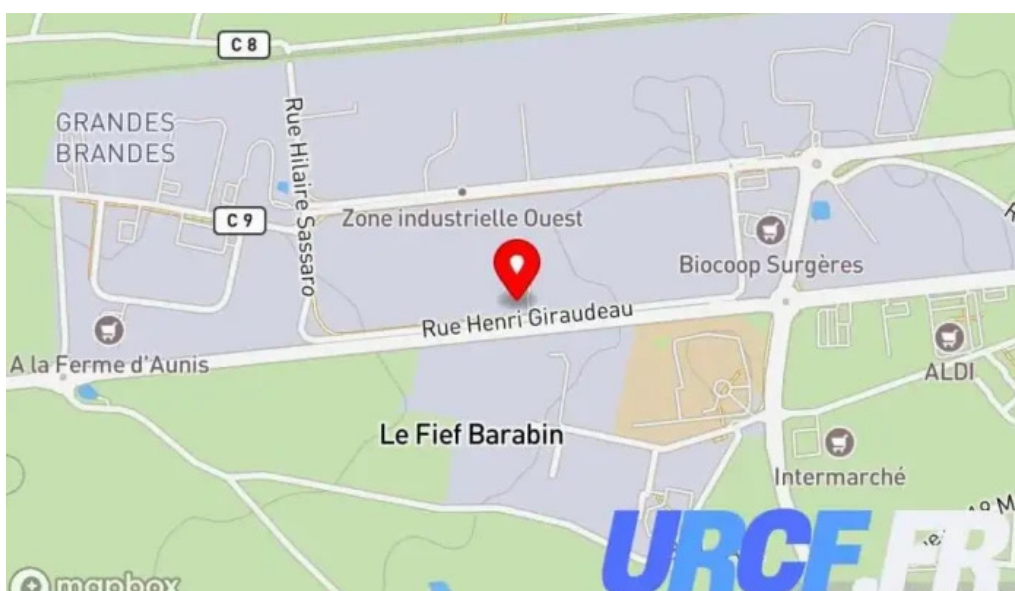 C 8
GRANDES
BRANDES
Rue Hilaire Sassaro
C 9
Zone industrielle Ouest
Biocoop Surgères
Rue Henri Giraudeau
A la Ferme d'Aunis
ALDI
Le Fief Barabin
Intermarché
URCF.FR
mapbox